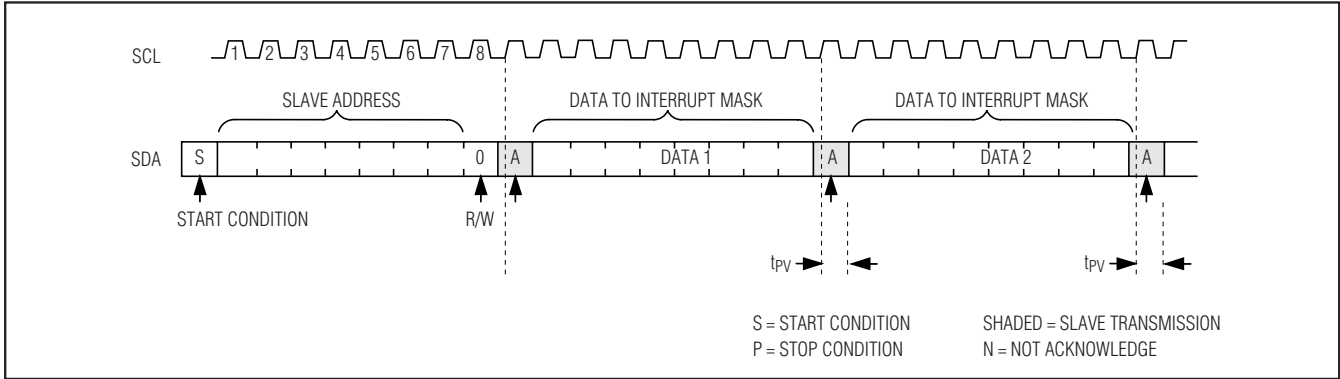 SCL 1 2 3 4 5 6 7 8
SLAVE ADDRESS DATA TO INTERRUPT MASK DATA TO INTERRUPT MASK
SDA S 0 A DATA 1 A DATA 2 A
START CONDITION R/W
tPV tPV
S = START CONDITION SHADED = SLAVE TRANSMISSION
P = STOP CONDITION N = NOT ACKNOWLEDGE